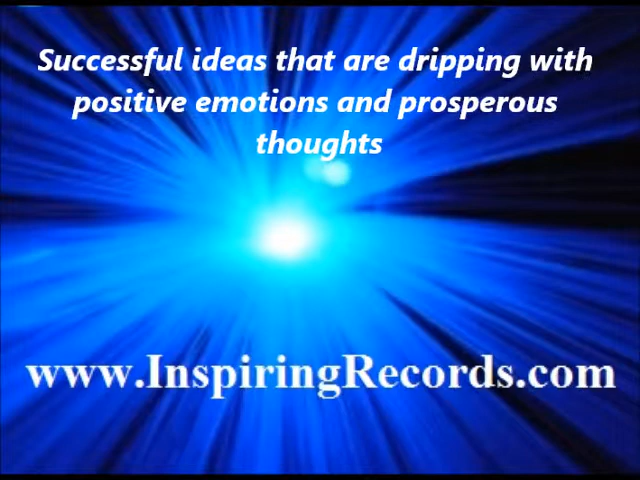 Successful ideas that are dripping with
positive emotions and prosperous
thoughts
www.InspiringRecords.com